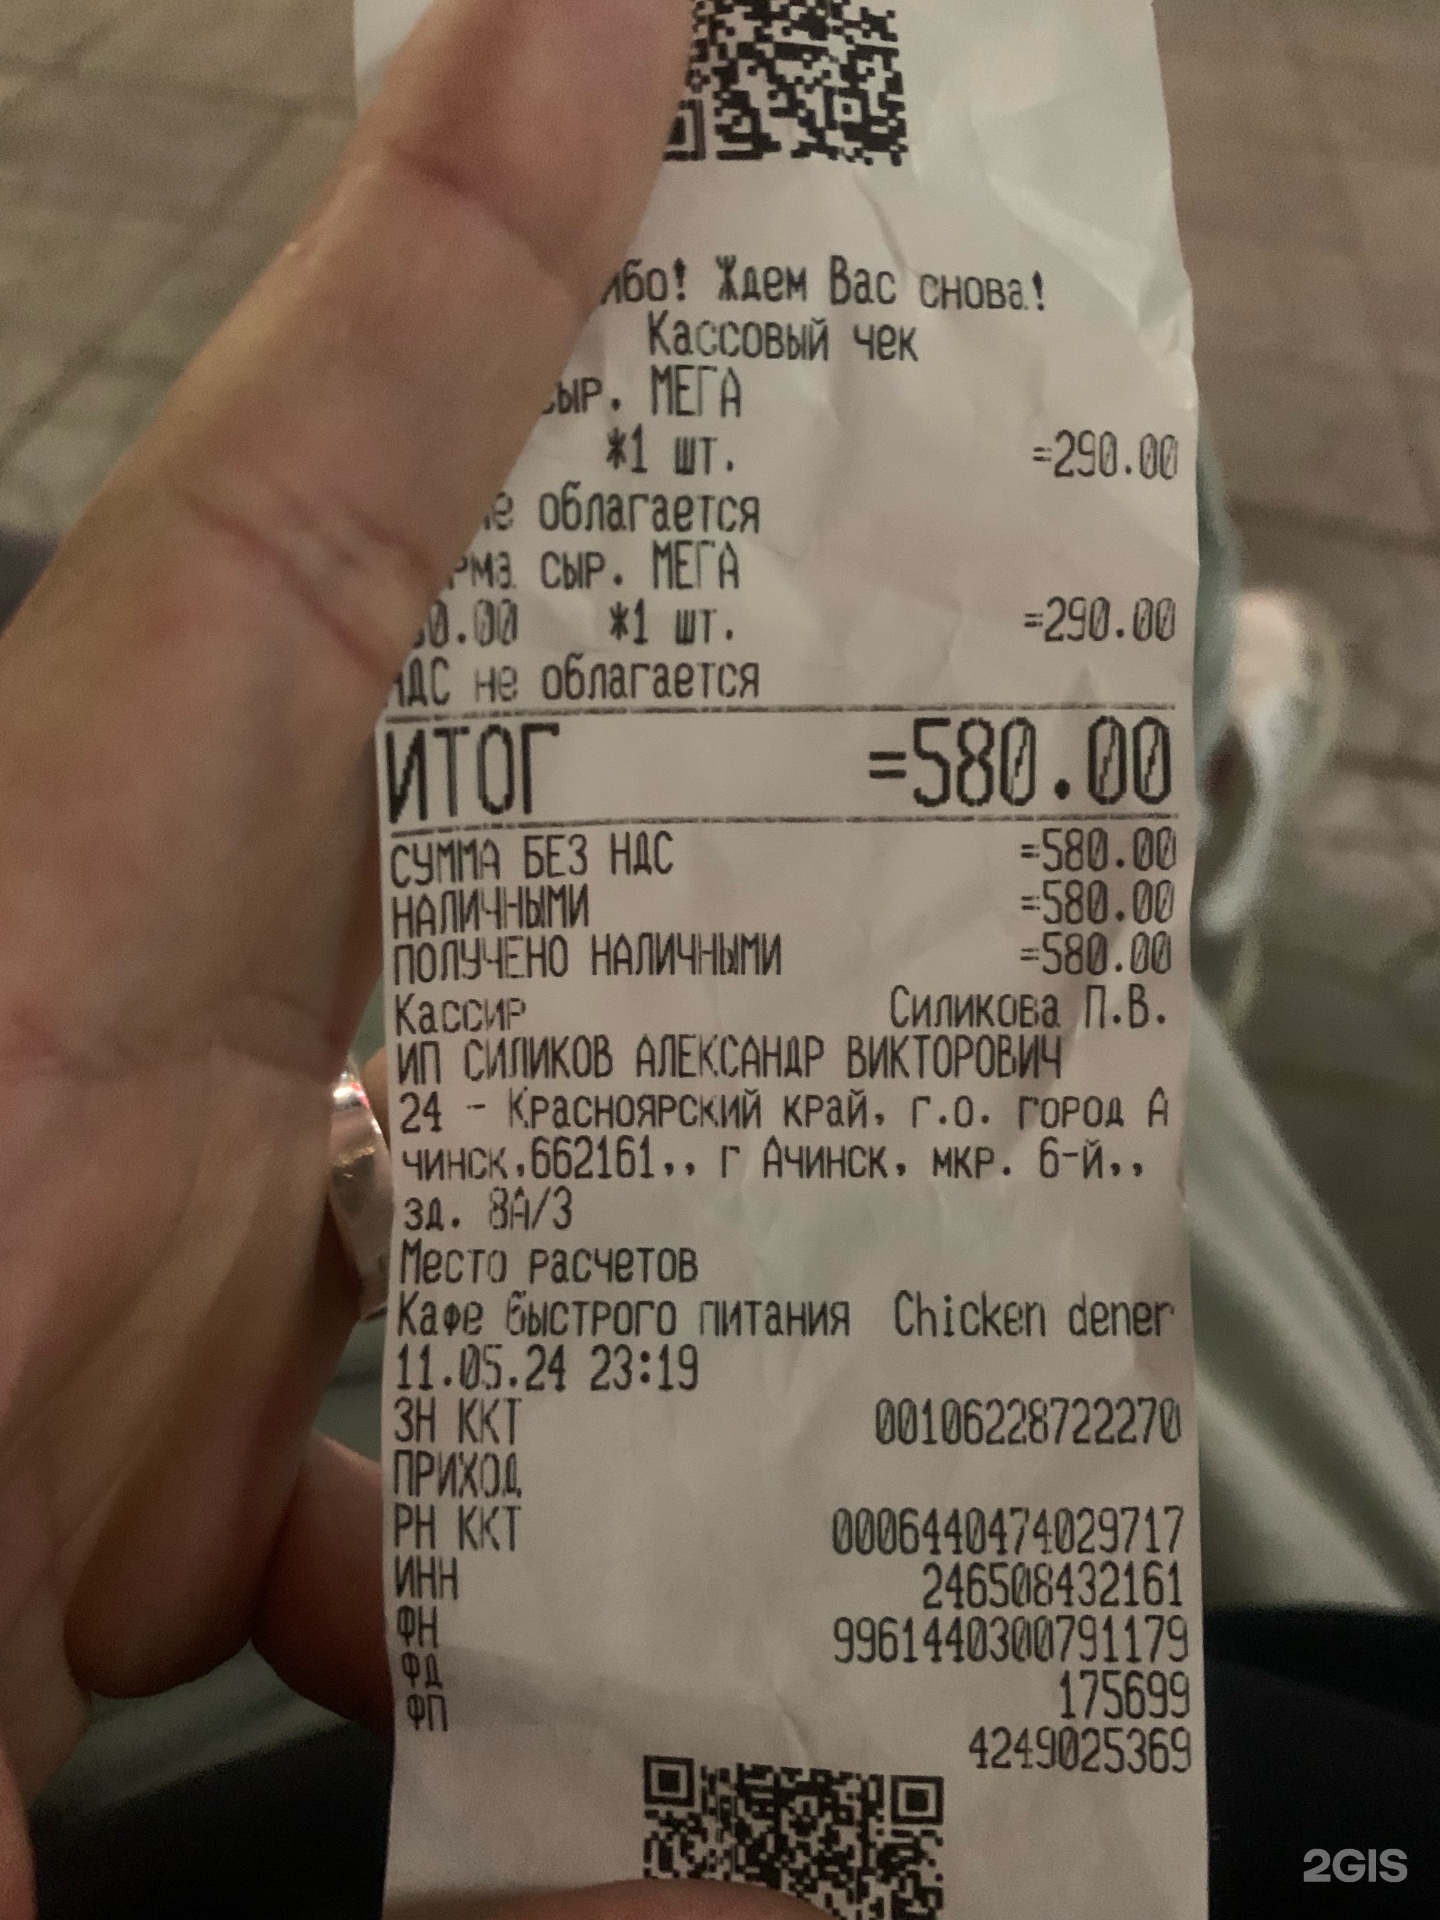 Ждем Вас снова!
Кассовый чек
сыр. МЕГА
*1 шт. =290.00
не облагается
сыр. МЕГА
*1 шт. =290.00
НДС не облагается
ИТОГ =580.00
СУММА БЕЗ НДС =580.00
НАЛИЧНЫМИ =580.00
ПОЛУЧЕНО НАЛИЧНЫМИ =580.00
Кассир Силикова П.В.
ИП СИЛИКОВ АЛЕКСАНДР ВИКТОРОВИЧ
24 - Красноярский край, г.о. город А
чинск,662161,, г Ачинск, мкр. 6-й,,
зд. 8А/3
Место расчетов
Кафе быстрого питания Chicken dener
11.05.24 23:19
ЗН ККТ 00106228722270
ПРИХОД
РН ККТ 0006440474029717
ИНН 246508432161
ФН 9961440300791179
ФД 175699
ФП 4249025369
2GIS